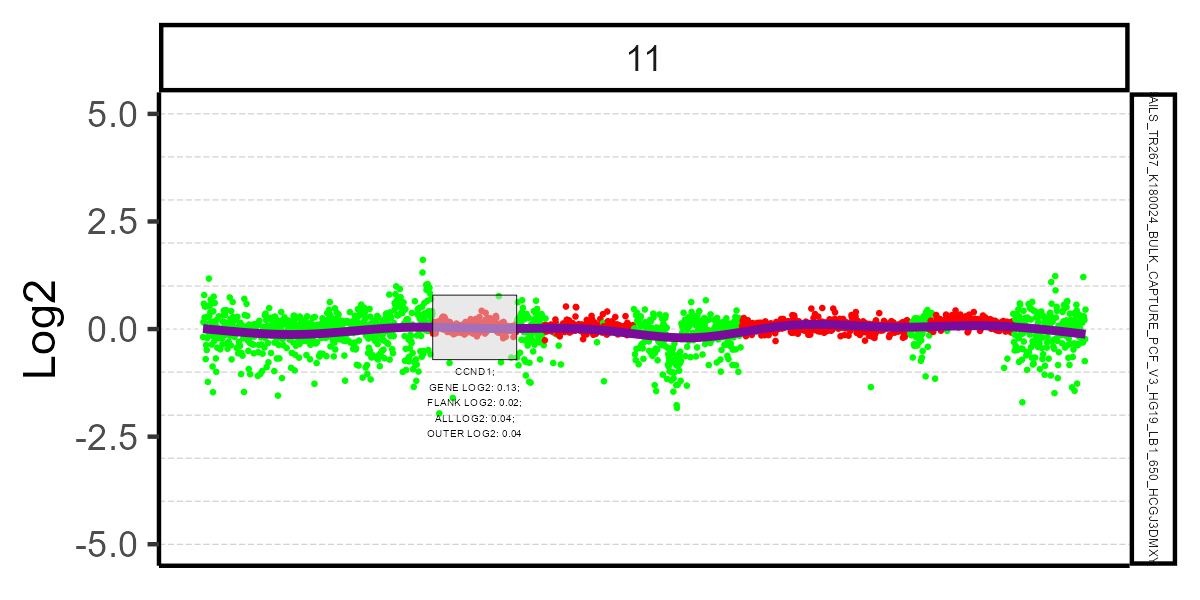 11
5.0
2.5
0.0
-2.5
-5.0
Log2
CCND1;
GENE LOG2: 0.13;
FLANK LOG2: 0.02;
ALL LOG2: 0.04;
OUTER LOG2: 0.04
AILS_TR267_K180024_BULK_CAPTURE_PCF_V3_HG19_LB1_650_HCGJ3DMXY